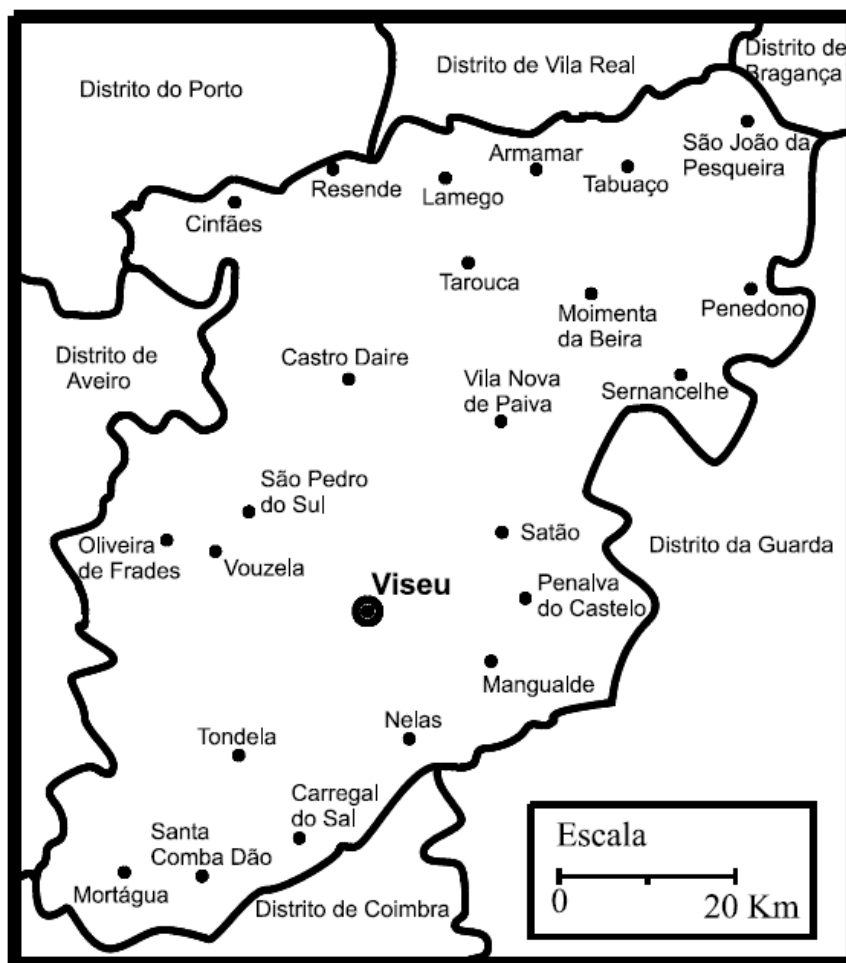 Distrito do Porto
Distrito de Vila Real
Distrito de
Bragança
Cinfães
Resende
Lamego
Armamar
Tabuaço
São João da
Pesqueira
Tarouca
Moimenta
da Beira
Penedono
Distrito de
Aveiro
Castro Daire
Vila Nova
de Paiva
Sernancelhe
São Pedro
do Sul
Oliveira
de Frades
Vouzela
Satão
Distrito da Guarda
Viseu
Penalva
do Castelo
Mangualde
Nelas
Tondela
Carregal
do Sal
Santa
Comba Dão
Mortágua
Distrito de Coimbra
Escala
0 20 Km